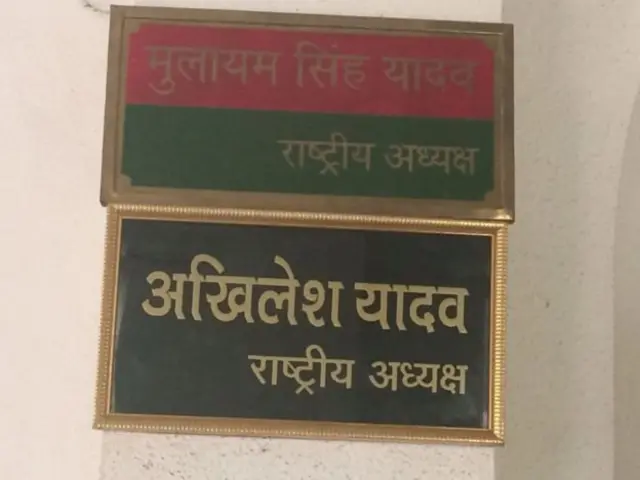 मुलायम सिंह यादव
राष्ट्रीय अध्यक्ष
अखिलेश यादव
राष्ट्रीय अध्यक्ष